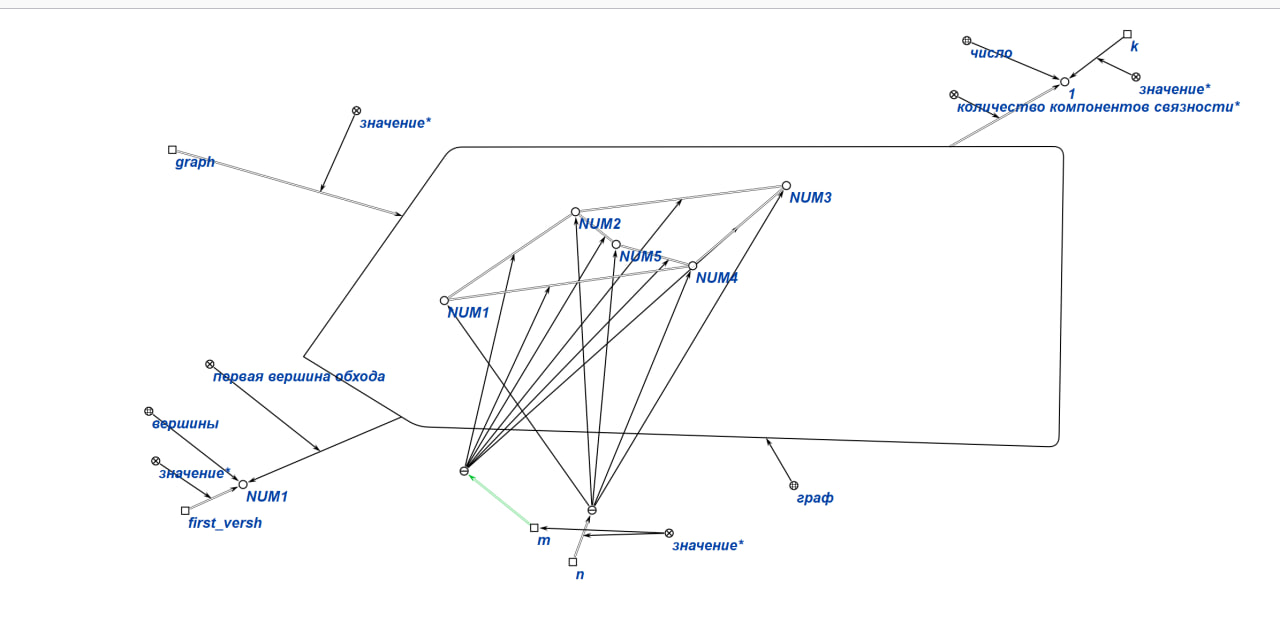 число
k
значение*
1
количество компонентов связности*
значение*
graph
NUM3
NUM2
NUM5
NUM4
NUM1
первая вершина обхода
вершины
значение*
NUM1
first_versh
граф
m
значение*
n